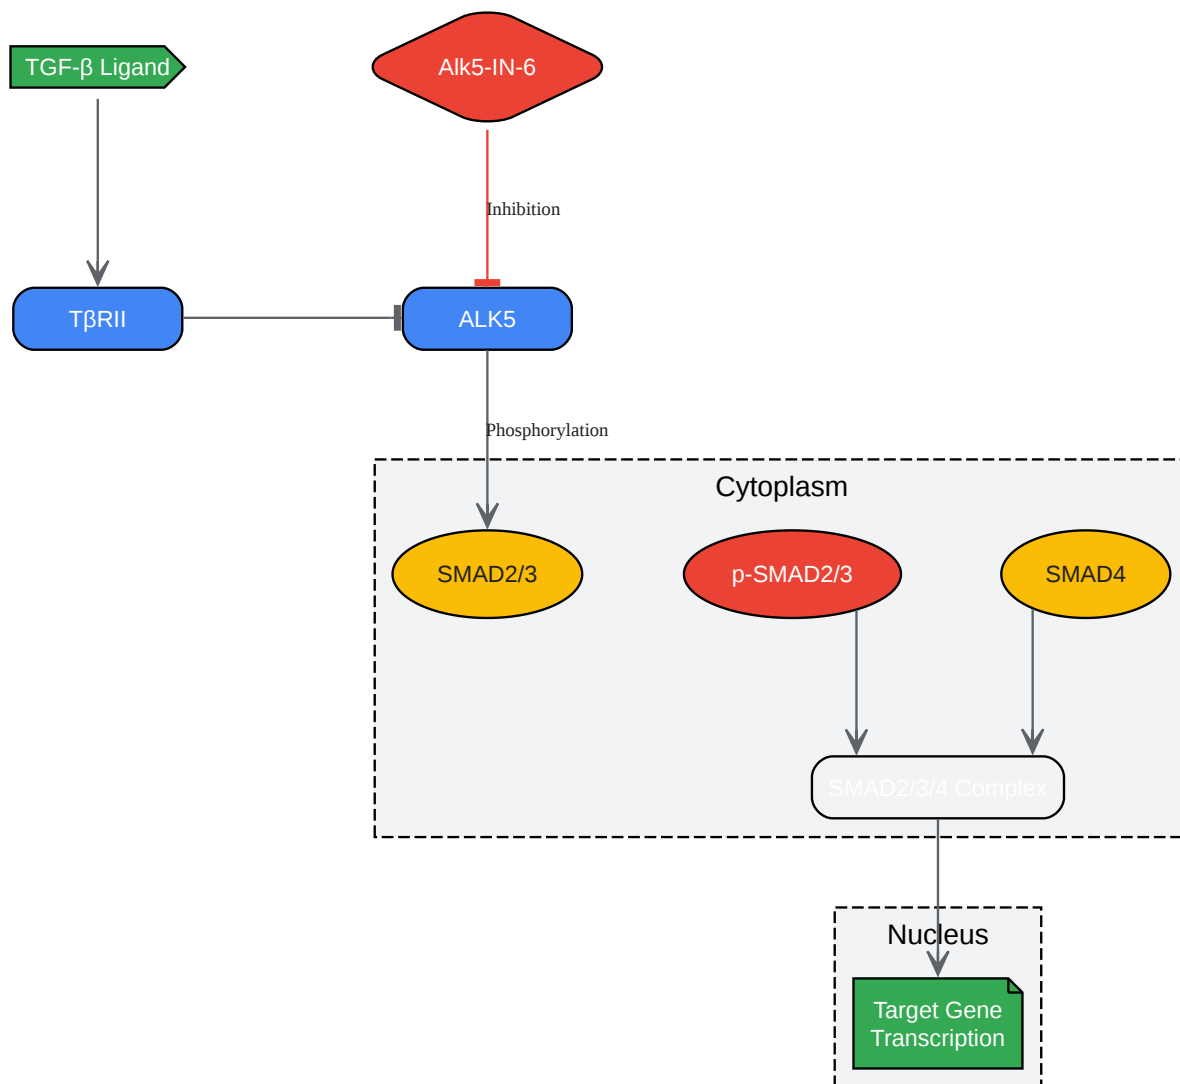 TGF-β Ligand
Alk5-IN-6
Inhibition
TβRII
ALK5
Phosphorylation
Cytoplasm
SMAD2/3
p-SMAD2/3
SMAD4
SMAD2/3/4 Complex
Nucleus
Target Gene
Transcription